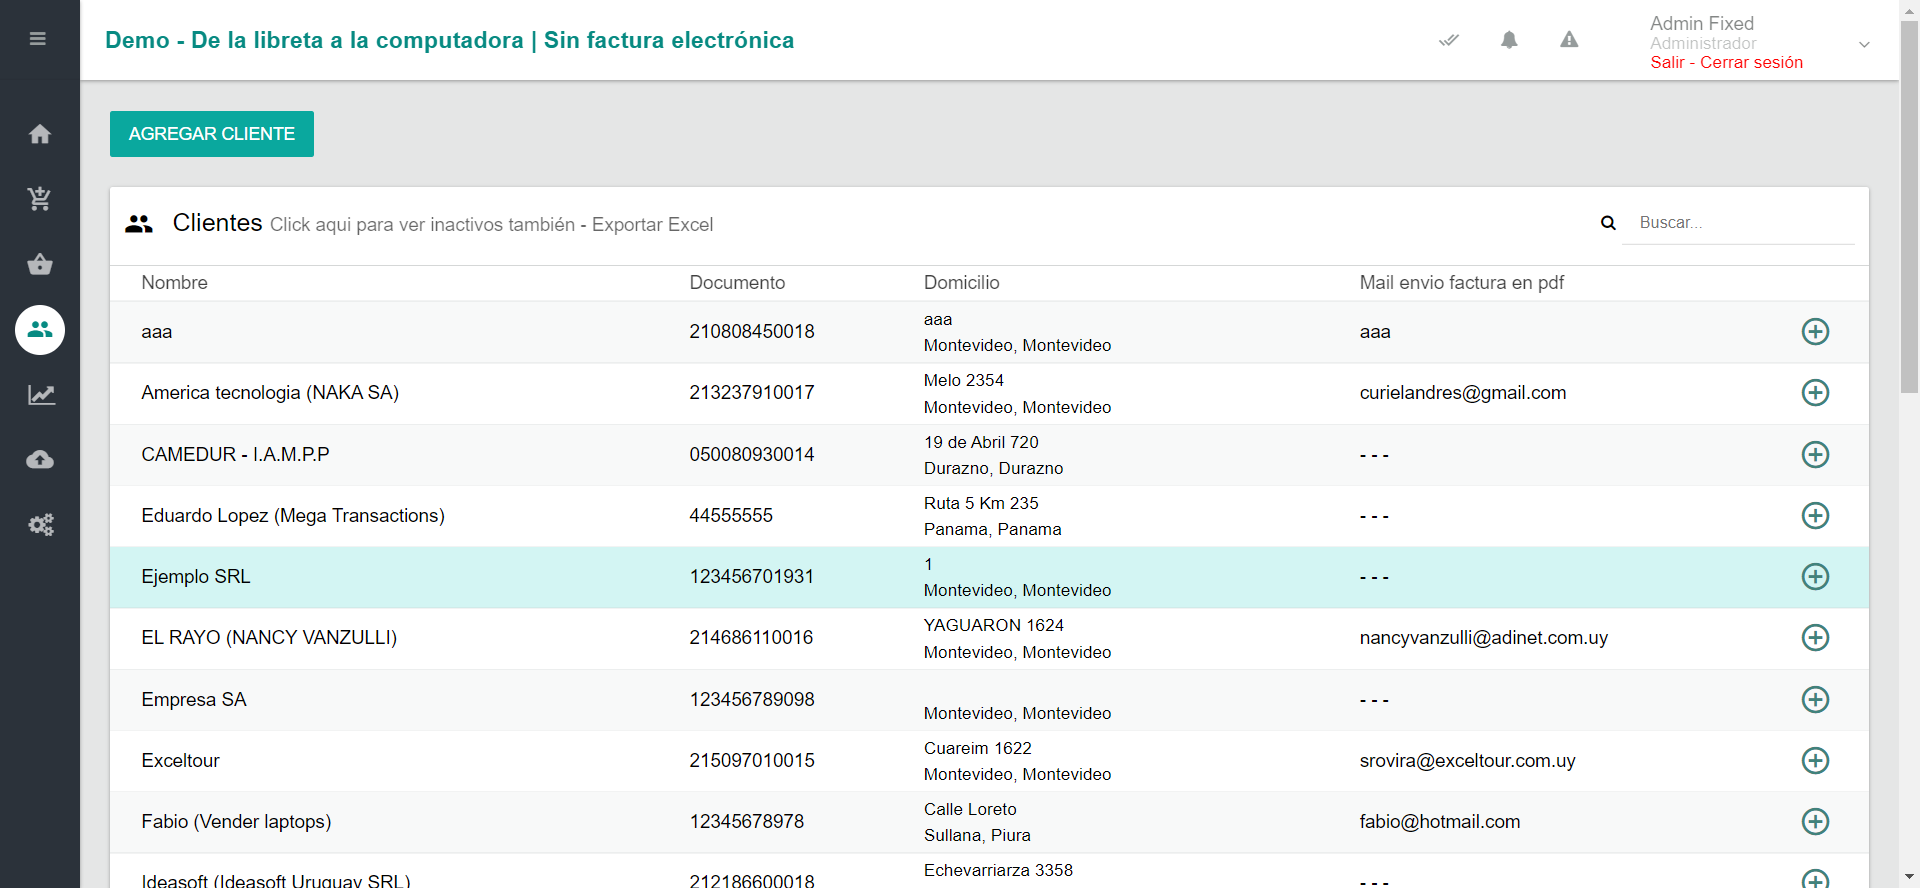 Demo - De la libreta a la computadora | Sin factura electrónica
Admin Fixed
Administrador
Salir - Cerrar sesión
AGREGAR CLIENTE
Clientes Click aqui para ver inactivos también - Exportar Excel
Buscar...
Nombre Documento Domicilio Mail envio factura en pdf
aaa 210808450018 aaa
Montevideo, Montevideo
aaa
America tecnologia (NAKA SA) 213237910017 Melo 2354
Montevideo, Montevideo
curielandres@gmail.com
CAMEDUR - I.A.M.P.P 050080930014 19 de Abril 720
Durazno, Durazno
- - -
Eduardo Lopez (Mega Transactions) 44555555 Ruta 5 Km 235
Panama, Panama
- - -
Ejemplo SRL 123456701931 1
Montevideo, Montevideo
- - -
EL RAYO (NANCY VANZULLI) 214686110016 YAGUARON 1624
Montevideo, Montevideo
nancyvanzulli@adinet.com.uy
Empresa SA 123456789098
Montevideo, Montevideo
- - -
Exceltour 215097010015 Cuareim 1622
Montevideo, Montevideo
srovira@exceltour.com.uy
Fabio (Vender laptops) 12345678978 Calle Loreto
Sullana, Piura
fabio@hotmail.com
Ideasoft (Ideasoft Uruguay SRL) 212186600018 Echevarriarza 3358
- - -